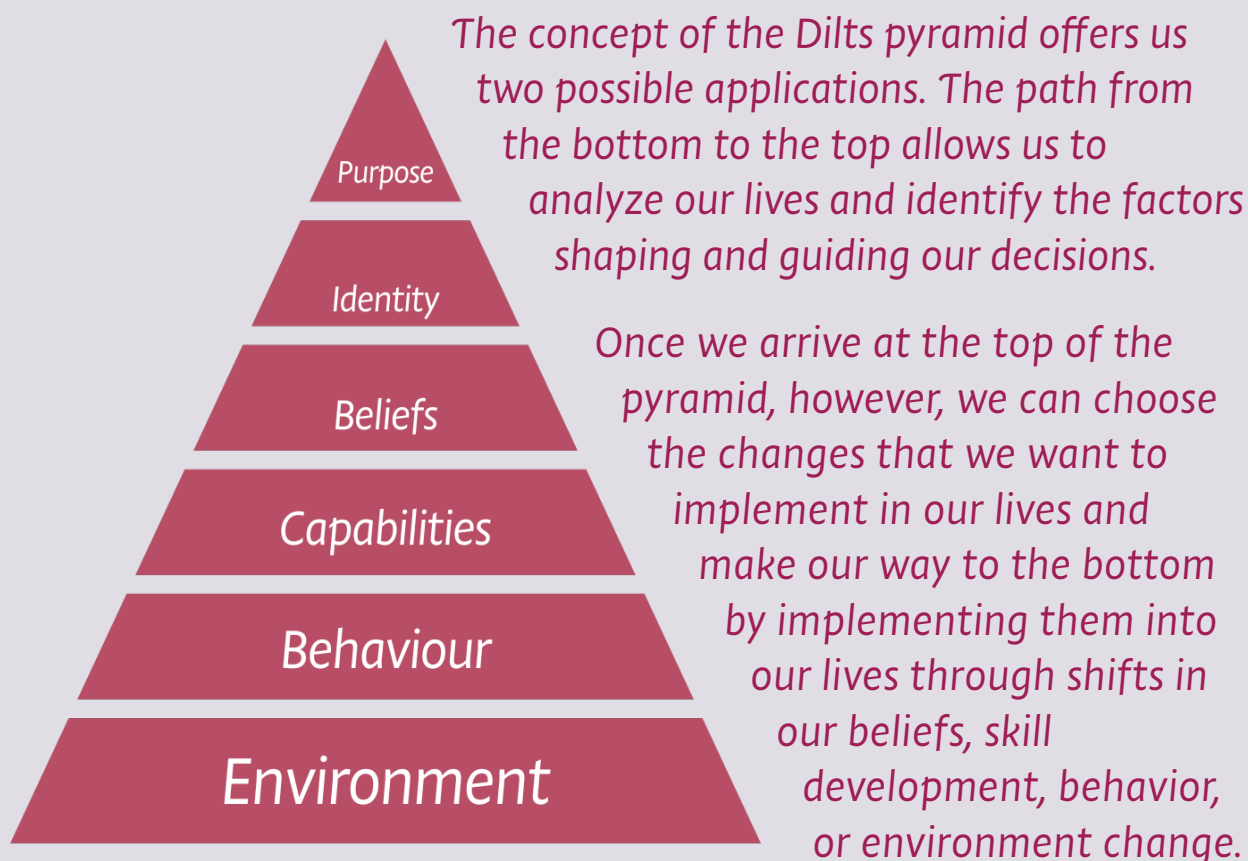 The concept of the Dilts pyramid offers us
two possible applications. The path from
the bottom to the top allows us to
analyze our lives and identify the factors
shaping and guiding our decisions.
Once we arrive at the top of the
pyramid, however, we can choose
the changes that we want to
implement in our lives and
make our way to the bottom
by implementing them into
our lives through shifts in
our beliefs, skill
development, behavior,
or environment change.
Purpose
Identity
Beliefs
Capabilities
Behaviour
Environment